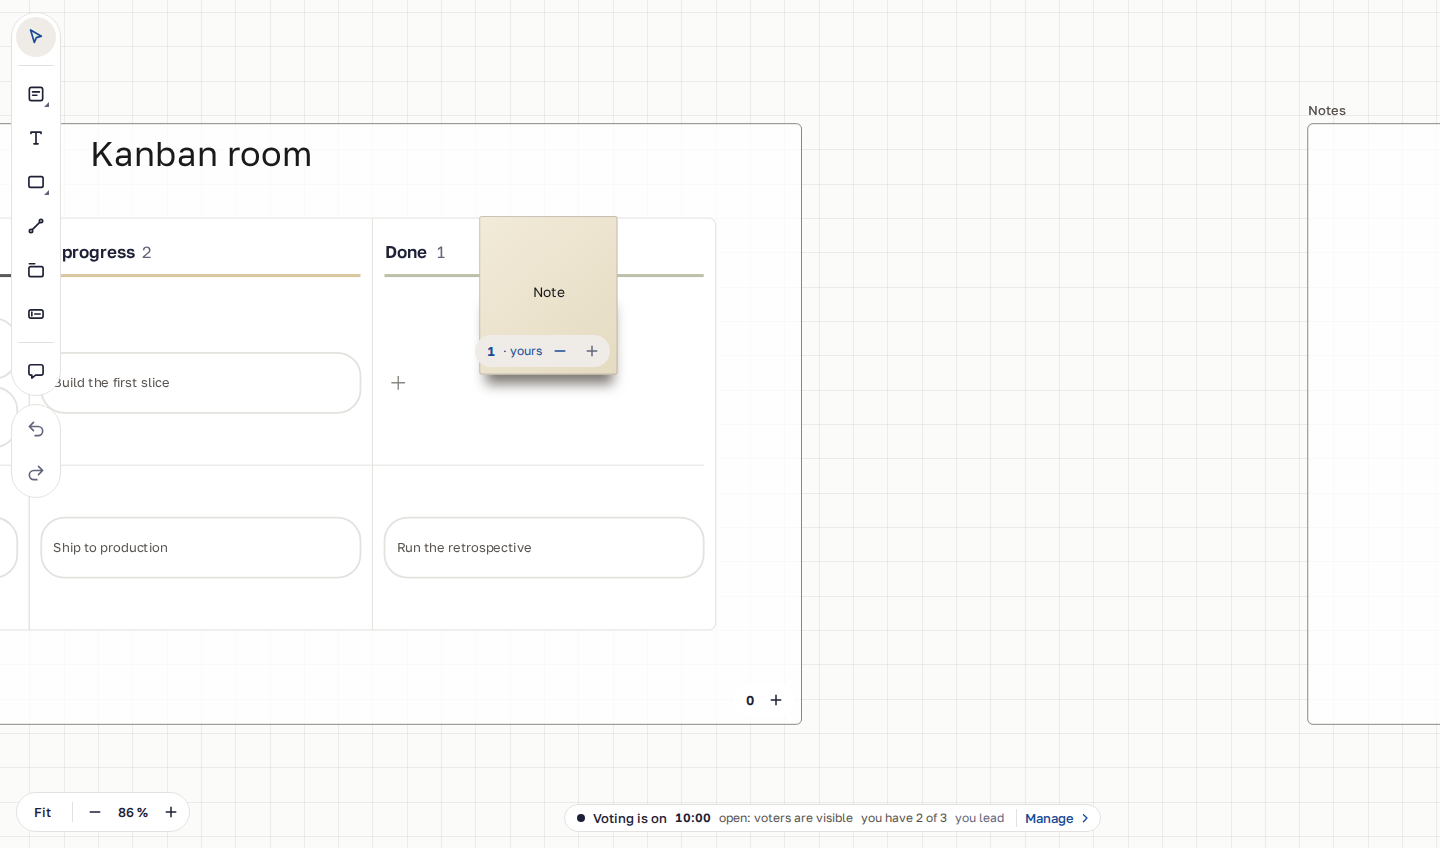 Notes
Kanban room
progress 2
Done 1
Note
1 · yours
Build the first slice
Ship to production
Run the retrospective
0
Fit
86 %
Voting is on 10:00 open: voters are visible you have 2 of 3 you lead Manage